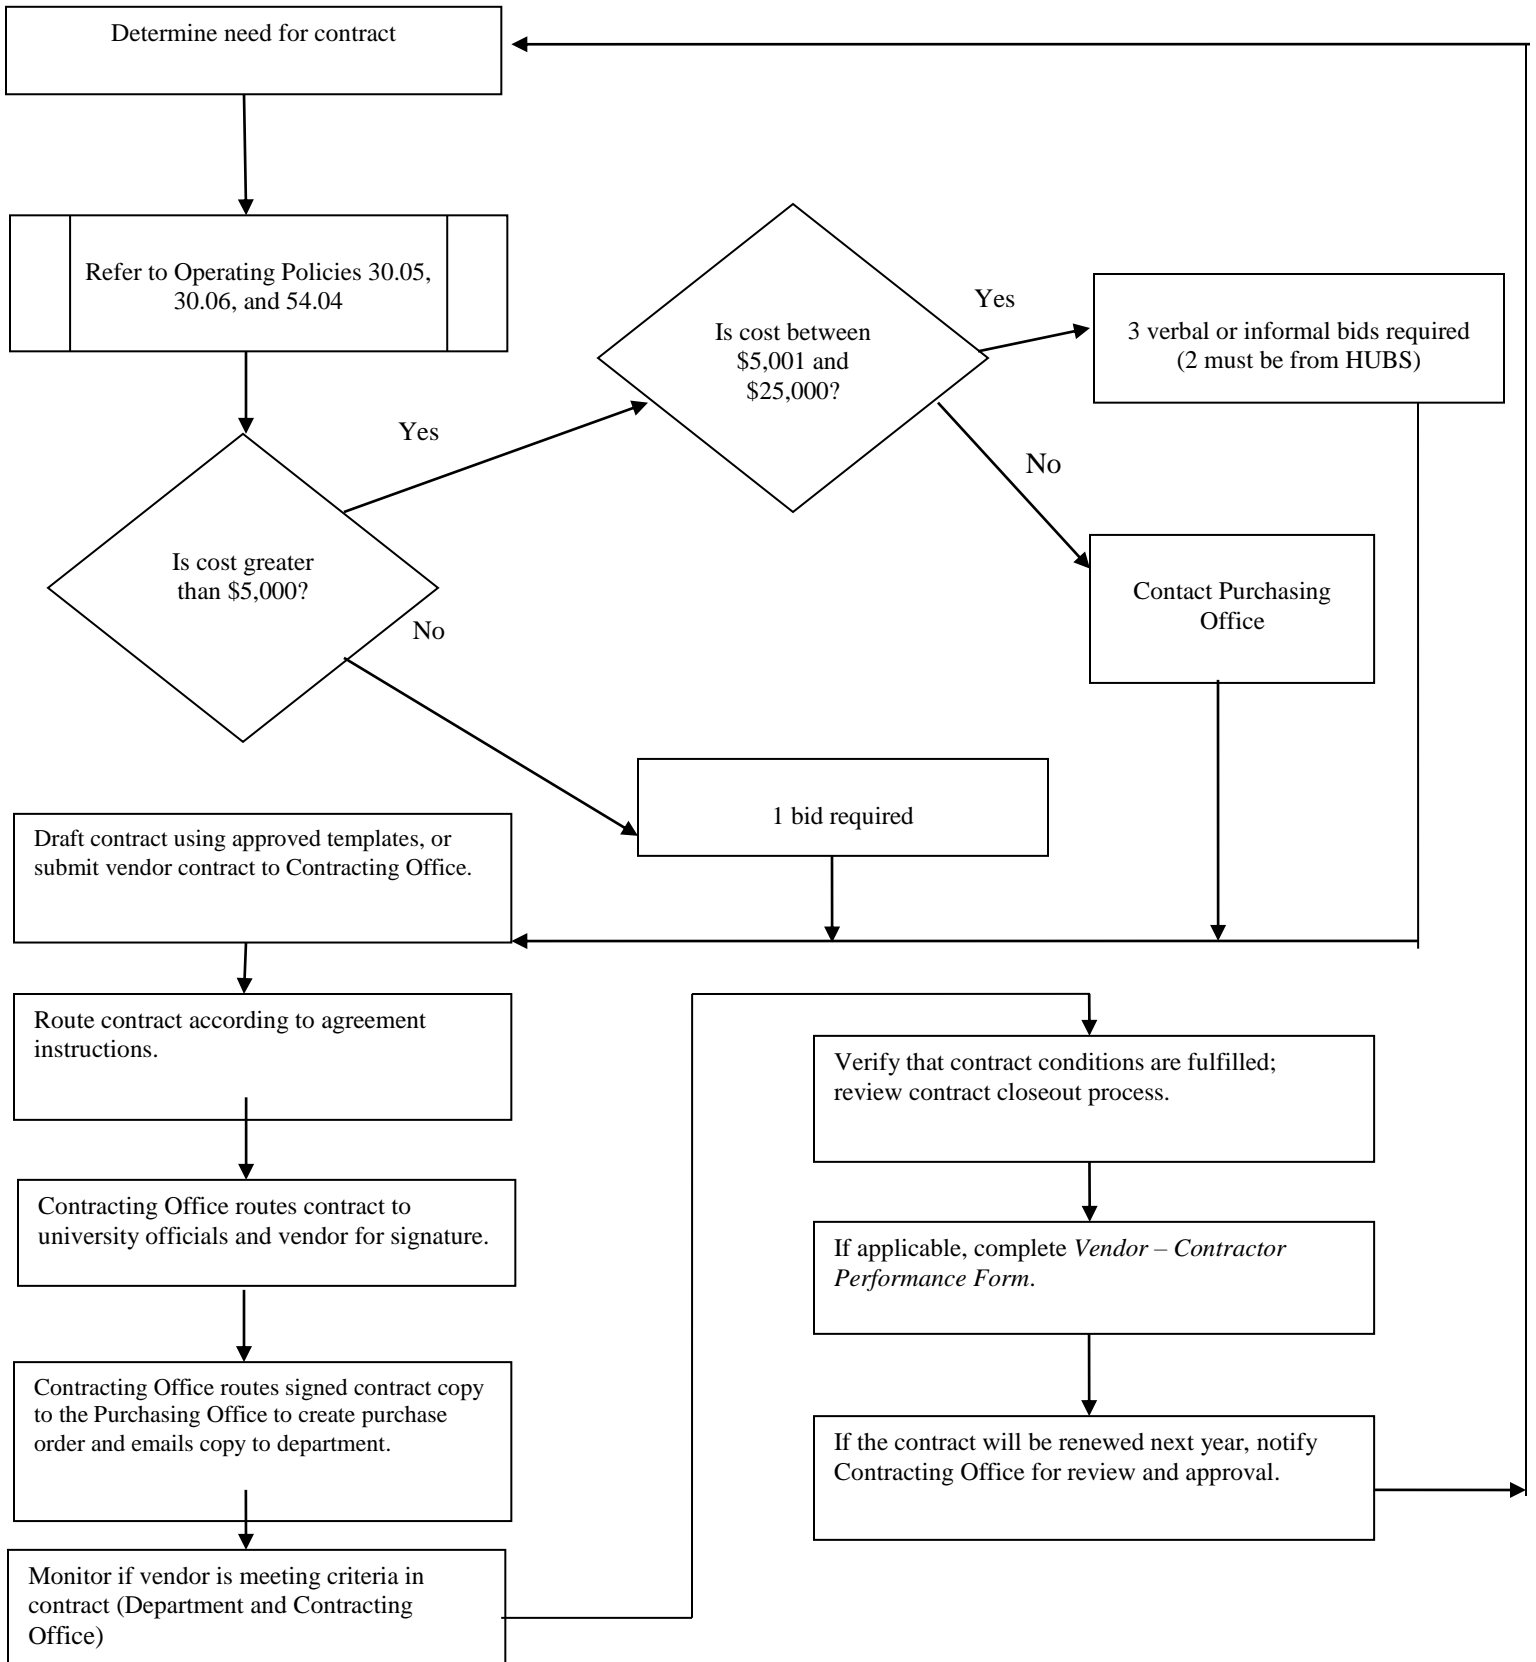 Determine need for contract
Refer to Operating Policies 30.05,
30.06, and 54.04
Is cost between
$5,001 and
$25,000?
Yes
3 verbal or informal bids required
(2 must be from HUBS)
Yes
No
Is cost greater
than $5,000?
Contact Purchasing
Office
No
1 bid required
Draft contract using approved templates, or
submit vendor contract to Contracting Office.
Route contract according to agreement
instructions.
Contracting Office routes contract to
university officials and vendor for signature.
Contracting Office routes signed contract copy
to the Purchasing Office to create purchase
order and emails copy to department.
Monitor if vendor is meeting criteria in
contract (Department and Contracting
Office)
Verify that contract conditions are fulfilled;
review contract closeout process.
If applicable, complete Vendor – Contractor
Performance Form.
If the contract will be renewed next year, notify
Contracting Office for review and approval.